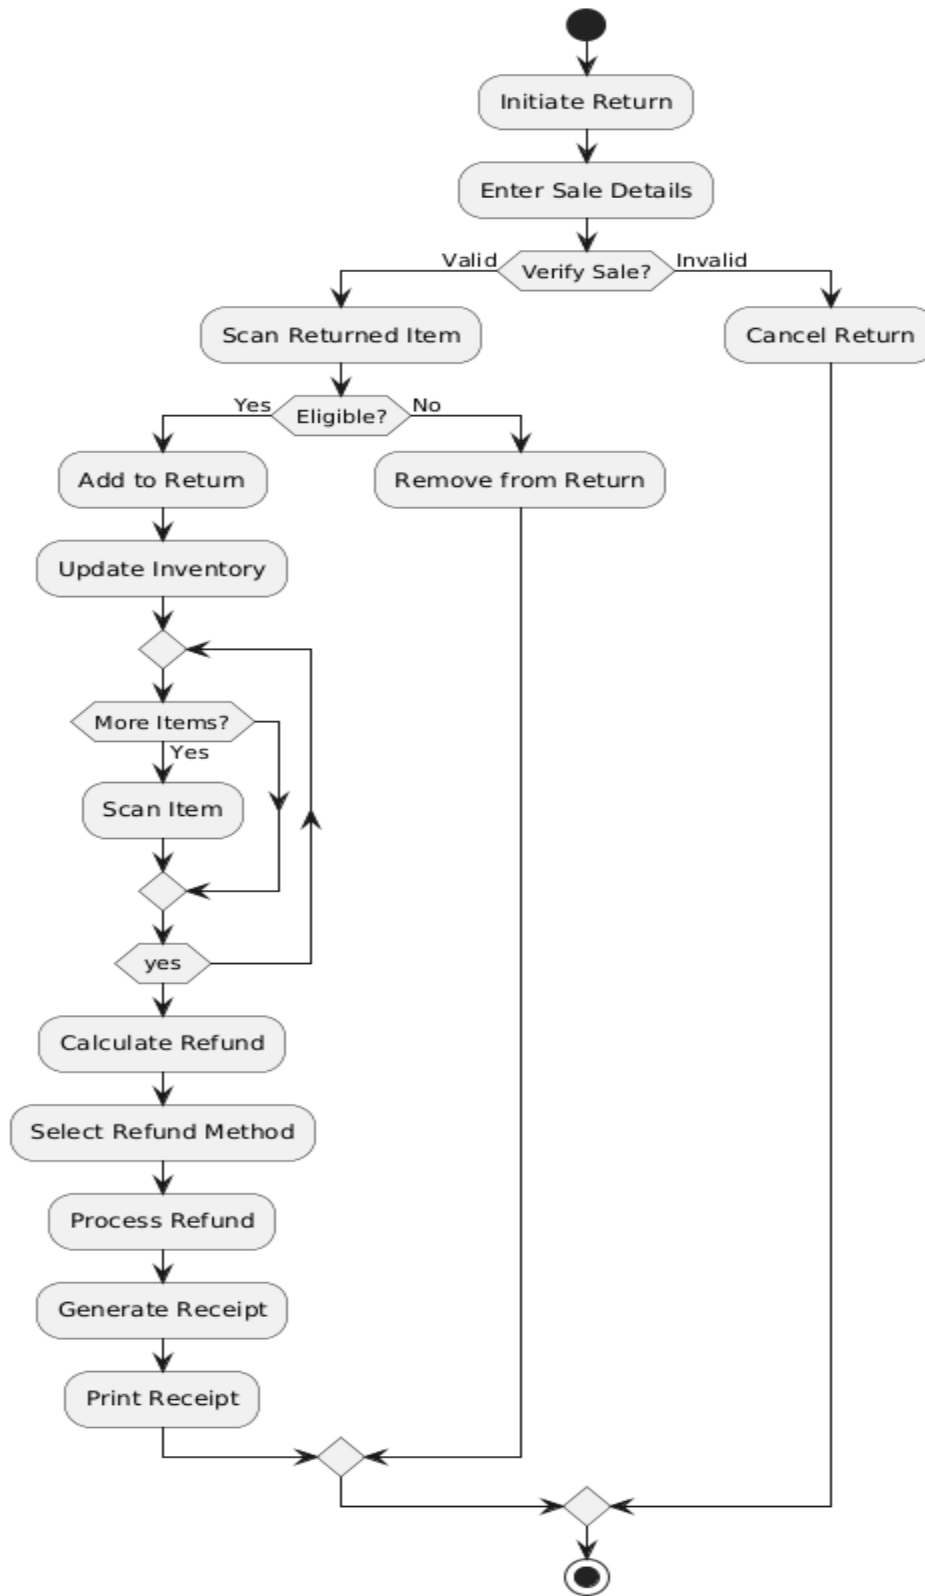 Initiate Return
Enter Sale Details
Valid
Verify Sale?
Invalid
Scan Returned Item
Cancel Return
Yes
Eligible?
No
Add to Return
Remove from Return
Update Inventory
More Items?
Yes
Scan Item
yes
Calculate Refund
Select Refund Method
Process Refund
Generate Receipt
Print Receipt